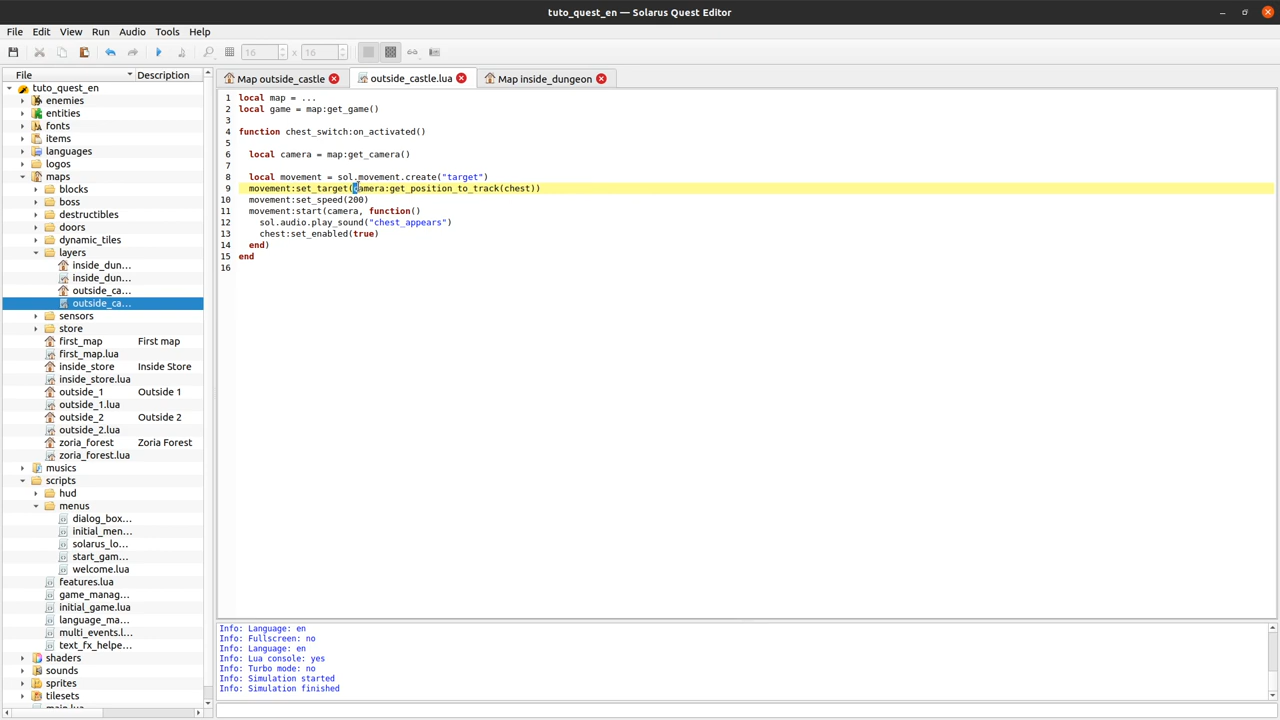 tuto_quest_en — Solarus Quest Editor
File Edit View Run Audio Tools Help
16 x 16
File Description
tuto_quest_en
enemies
entities
fonts
items
languages
logos
maps
blocks
boss
destructibles
doors
dynamic_tiles
layers
inside_dun...
inside_dun...
outside_ca...
outside_ca...
sensors
store
first_map First map
first_map.lua
inside_store Inside Store
inside_store.lua
outside_1 Outside 1
outside_1.lua
outside_2 Outside 2
outside_2.lua
zoria_forest Zoria Forest
zoria_forest.lua
musics
scripts
hud
menus
dialog_box...
initial_men...
solarus_lo...
start_gam...
welcome.lua
features.lua
game_manag...
initial_game.lua
language_ma...
multi_events.l...
text_fx_helpe...
shaders
sounds
sprites
tilesets
main.lua
Map outside_castle outside_castle.lua Map inside_dungeon
1 local map = ...
2 local game = map:get_game()
3
4 function chest_switch:on_activated()
5
6 local camera = map:get_camera()
7
8 local movement = sol.movement.create("target")
9 movement:set_target(camera:get_position_to_track(chest))
10 movement:set_speed(200)
11 movement:start(camera, function()
12 sol.audio.play_sound("chest_appears")
13 chest:set_enabled(true)
14 end)
15 end
16
Info: Language: en
Info: Fullscreen: no
Info: Language: en
Info: Lua console: yes
Info: Turbo mode: no
Info: Simulation started
Info: Simulation finished